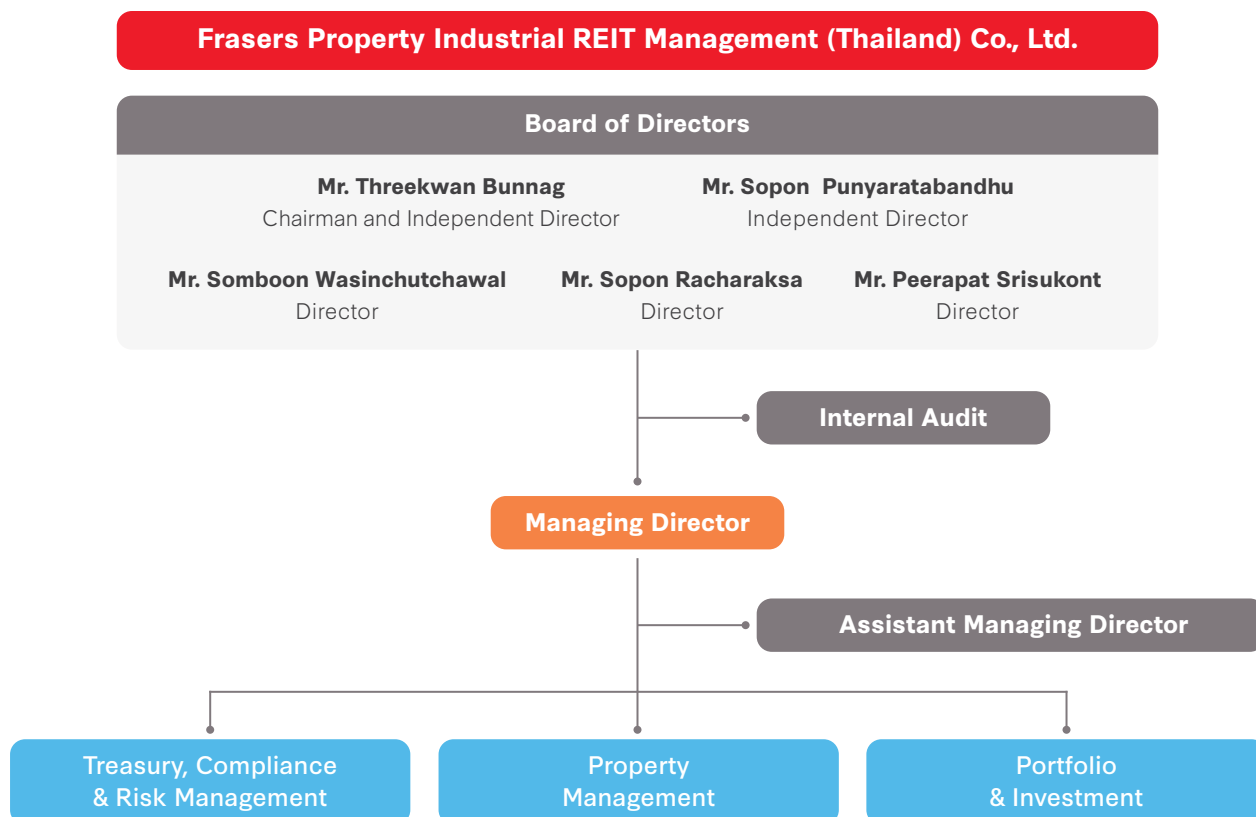 Frasers Property Industrial REIT Management (Thailand) Co., Ltd.
Board of Directors
Mr. Threekwan Bunnag
Chairman and Independent Director
Mr. Sopon Punyaratabandhu
Independent Director
Mr. Somboon Wasinchutchawal
Director
Mr. Sopon Racharaksa
Director
Mr. Peerapat Srisukont
Director
Internal Audit
Managing Director
Assistant Managing Director
Treasury, Compliance
& Risk Management
Property
Management
Portfolio
& Investment